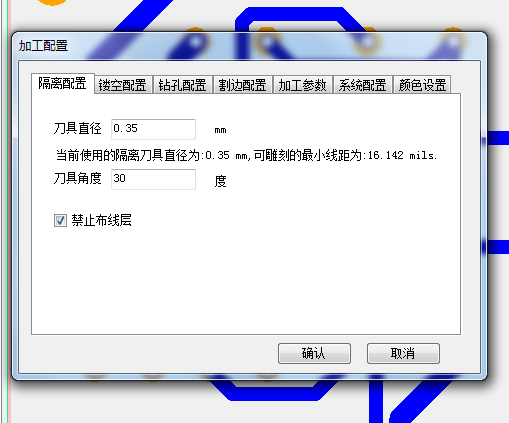 加工配置
隔离配置 镂空配置 钻孔配置 割边配置 加工参数 系统配置 颜色设置
刀具直径 0.35 mm
当前使用的隔离刀具直径为:0.35 mm,可雕刻的最小线距为:16.142 mils.
刀具角度 30 度
禁止布线层
确认 取消